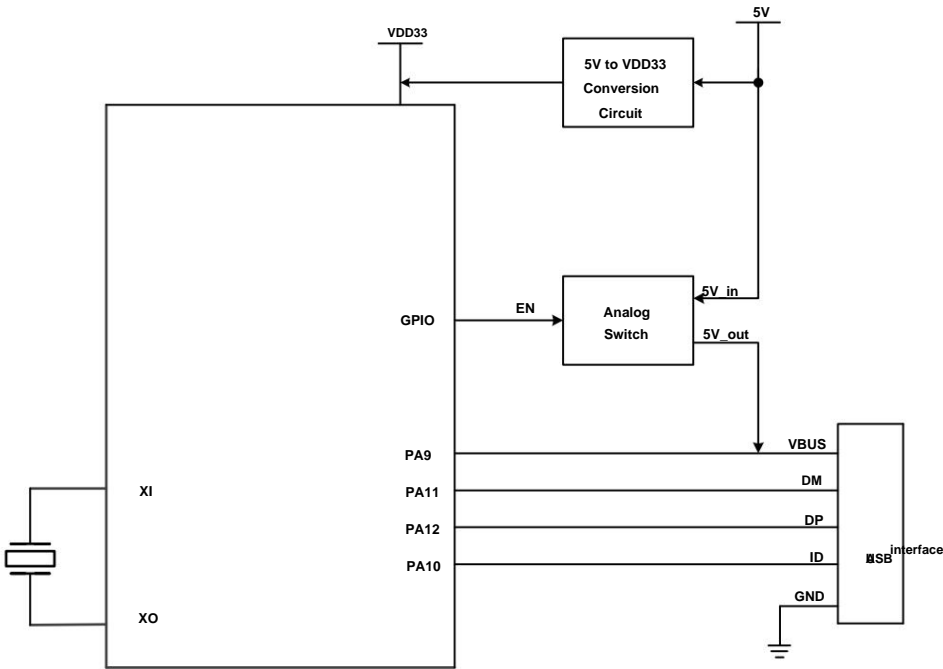 5V
VDD33
5V to VDD33
Conversion
Circuit
5V_in
EN
Analog
Switch
GPIO
5V_out
VBUS
PA9
DM
XI
PA11
DP
PA12
interface
ID
PA10
GND
XO